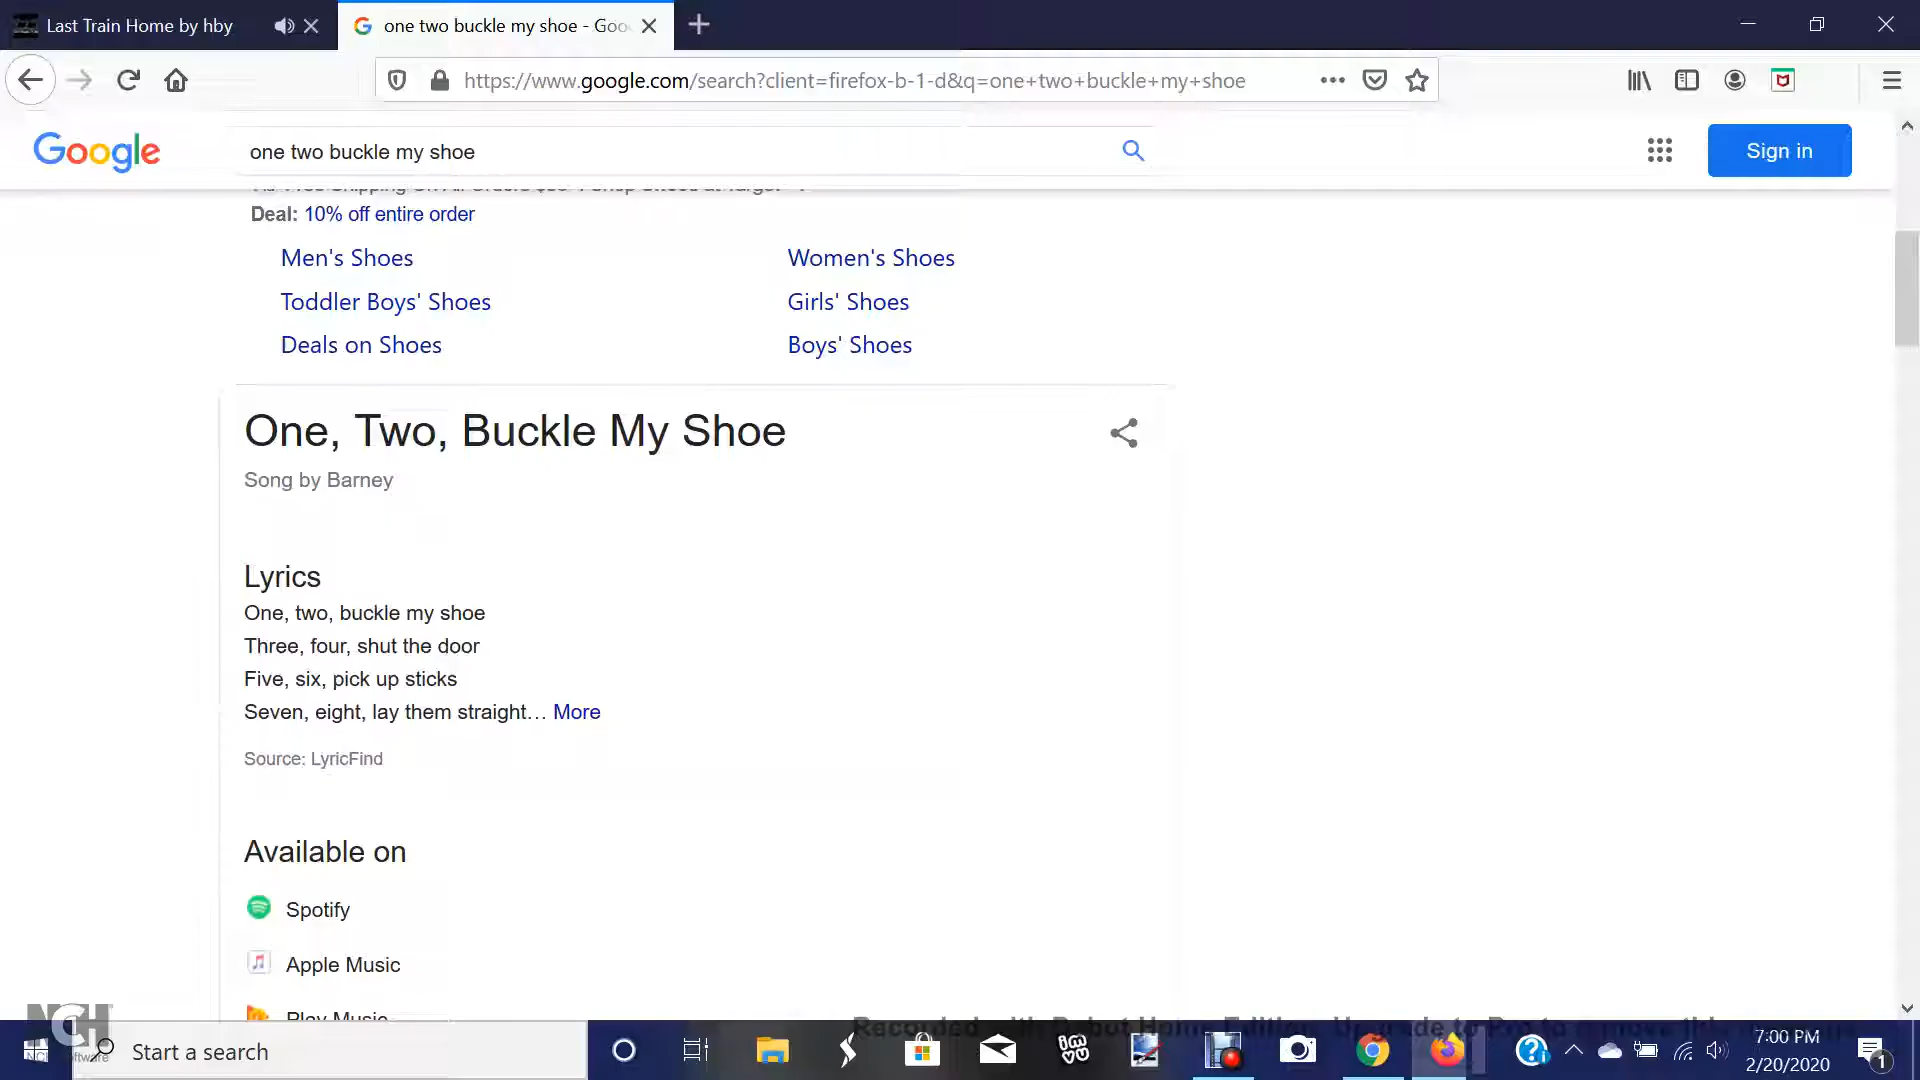 Last Train Home by hby
one two buckle my shoe - Goo
https://www.google.com/search?client=firefox-b-1-d&q=one+two+buckle+my+shoe
Google
one two buckle my shoe
Sign in
Deal: 10% off entire order
Men's Shoes
Women's Shoes
Toddler Boys' Shoes
Girls' Shoes
Deals on Shoes
Boys' Shoes
One, Two, Buckle My Shoe
Song by Barney
Lyrics
One, two, buckle my shoe
Three, four, shut the door
Five, six, pick up sticks
Seven, eight, lay them straight… More
Source: LyricFind
Available on
Spotify
Apple Music
Play Music
NCH
Start a search
7:00 PM
2/20/2020
1